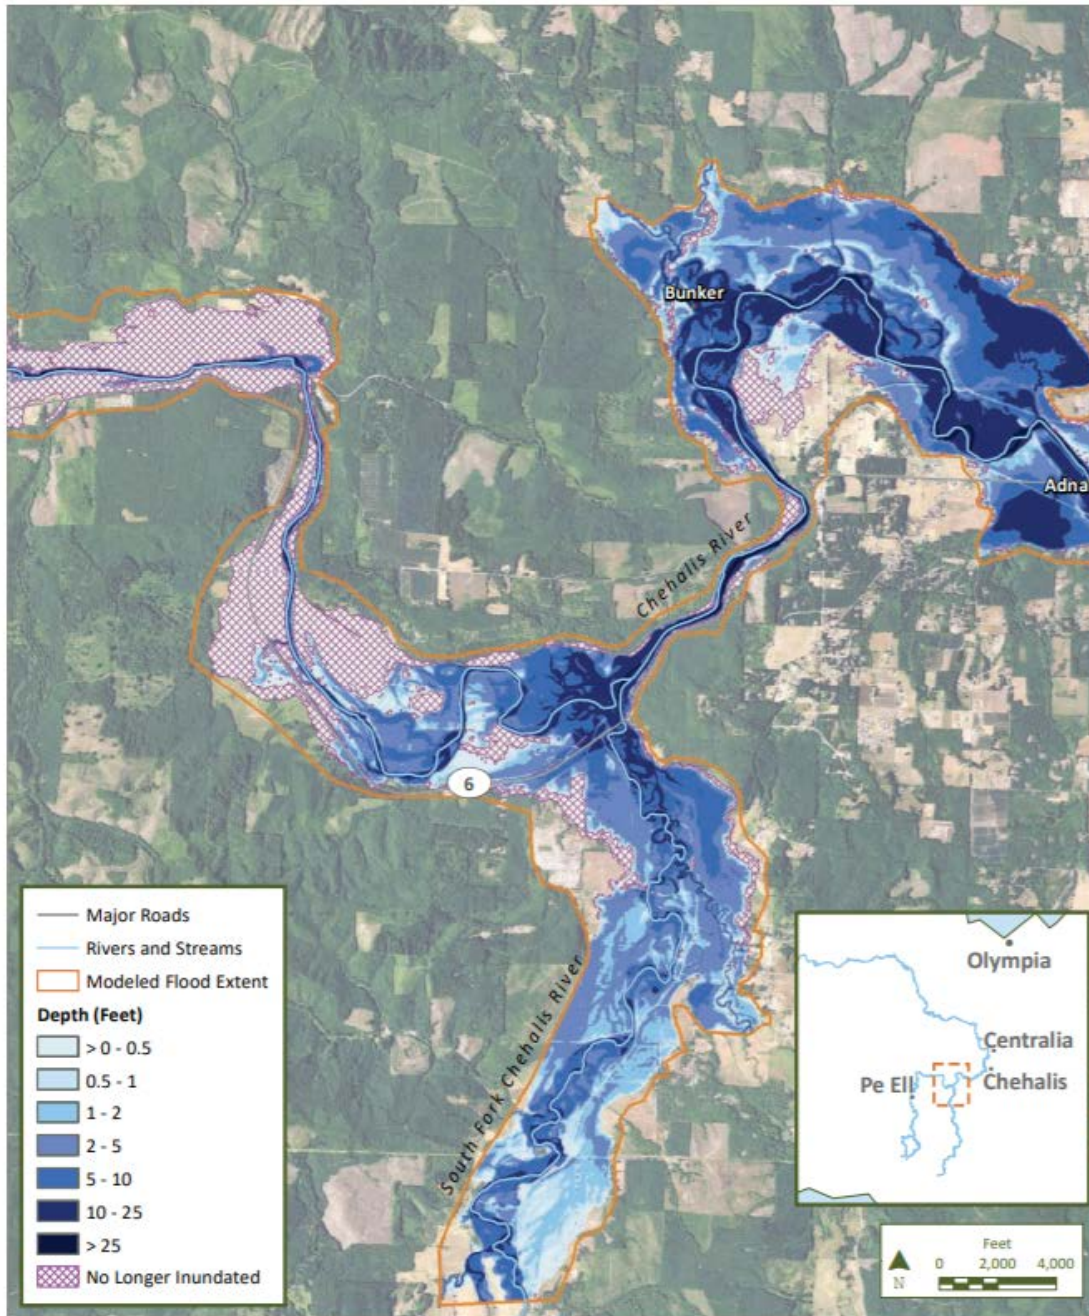 Bunker
Adna
Chehalis River
6
South Fork Chehalis River
Major Roads
Rivers and Streams
Modeled Flood Extent
Depth (Feet)
> 0 - 0.5
0.5 - 1
1 - 2
2 - 5
5 - 10
10 - 25
> 25
No Longer Inundated
Olympia
Centralia
Pe Ell
Chehalis
Feet
0 2,000 4,000
N